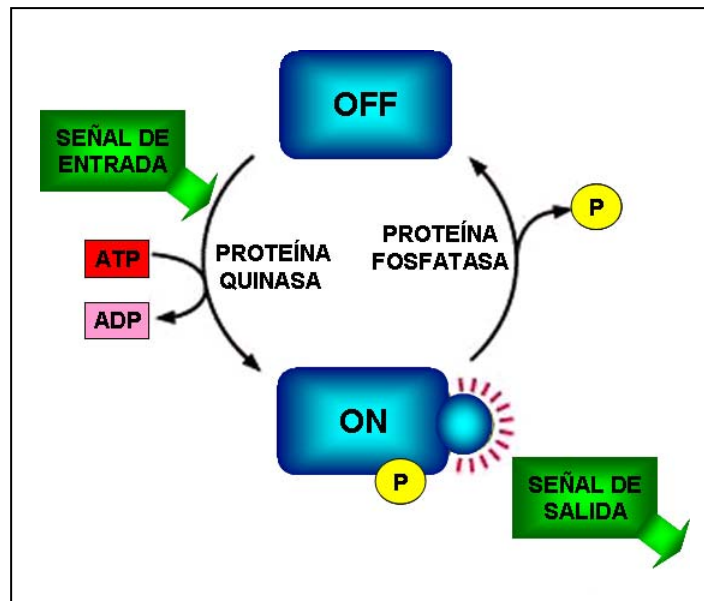 OFF
SEÑAL DE
ENTRADA
ATP
ADP
PROTEÍNA
QUINASA
PROTEÍNA
FOSFATASA
P
ON
P
SEÑAL DE
SALIDA